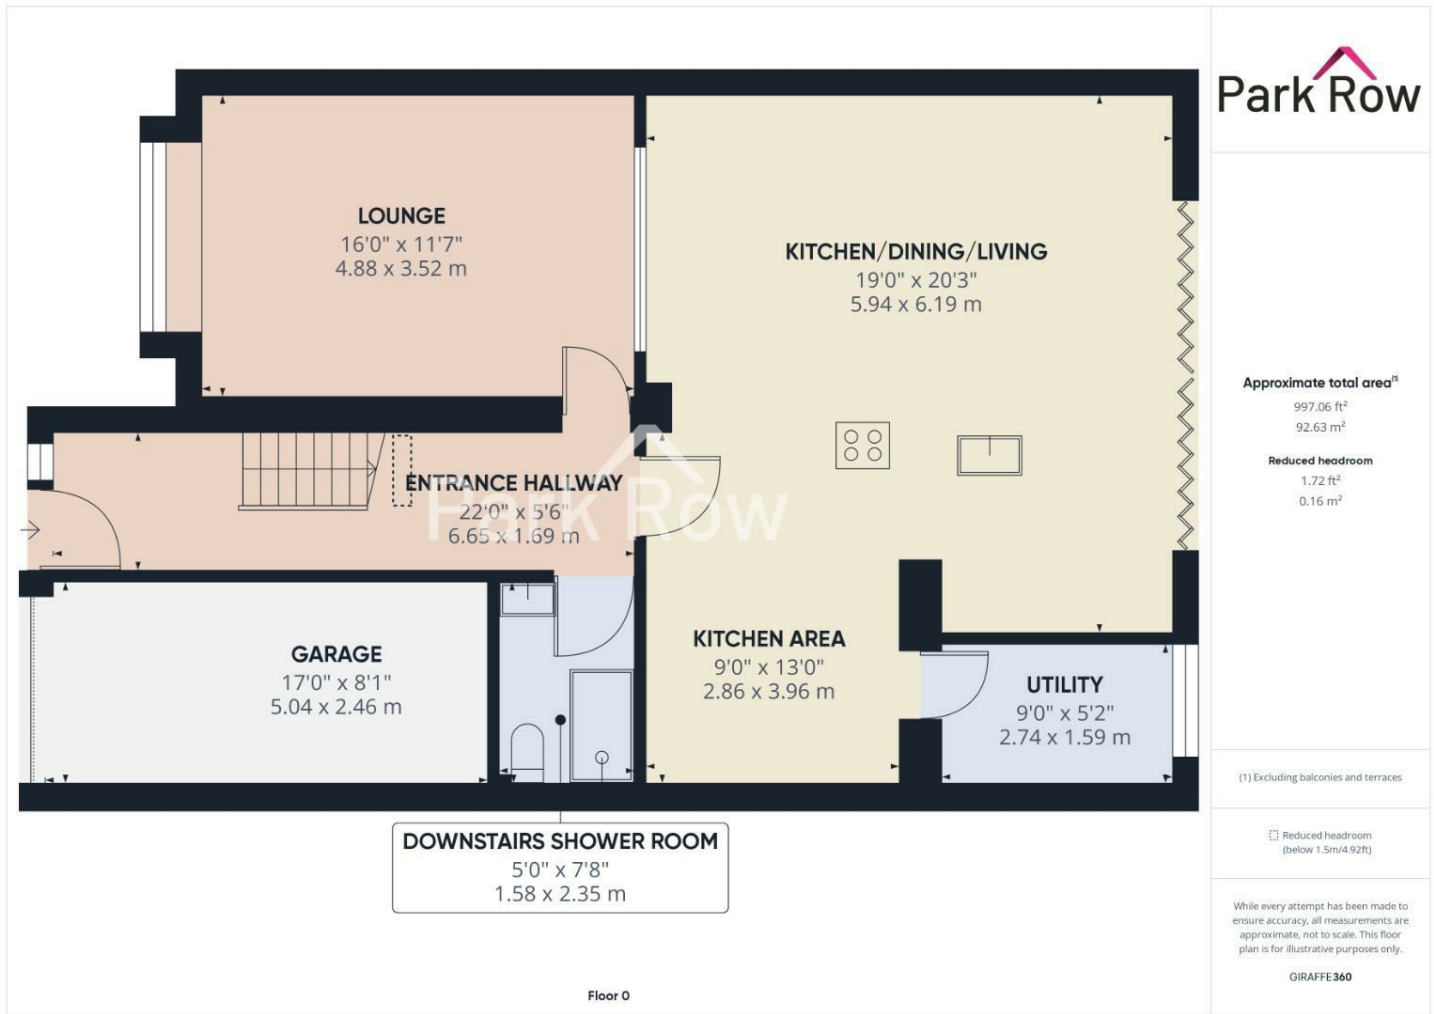 LOUNGE
16'0" x 11'7"
4.88 x 3.52 m
KITCHEN/DINING/LIVING
19'0" x 20'3"
5.94 x 6.19 m
ENTRANCE HALLWAY
22'0" x 5'6"
6.65 x 1.69 m
Park Row
GARAGE
17'0" x 8'1"
5.04 x 2.46 m
KITCHEN AREA
9'0" x 13'0"
2.86 x 3.96 m
UTILITY
9'0" x 5'2"
2.74 x 1.59 m
DOWNSTAIRS SHOWER ROOM
5'0" x 7'8"
1.58 x 2.35 m
Floor 0
Park Row
Approximate total area(1)
997.06 ft²
92.63 m²
Reduced headroom
1.72 ft²
0.16 m²
(1) Excluding balconies and terraces
Reduced headroom
(below 1.5m/4.92ft)
While every attempt has been made to
ensure accuracy, all measurements are
approximate, not to scale. This floor
plan is for illustrative purposes only.
GIRAFFE360